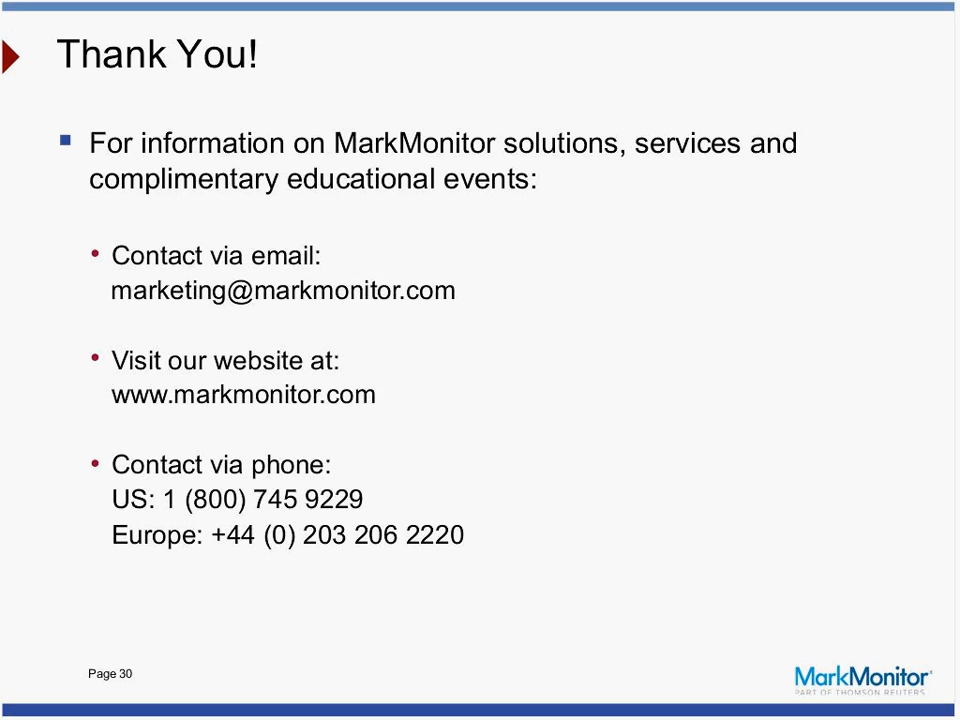 Thank You!
For information on MarkMonitor solutions, services and
complimentary educational events:
Contact via email:
marketing@markmonitor.com
Visit our website at:
www.markmonitor.com
Contact via phone:
US: 1 (800) 745 9229
Europe: +44 (0) 203 206 2220
Page 30
MarkMonitor
PART OF THOMSON REUTERS